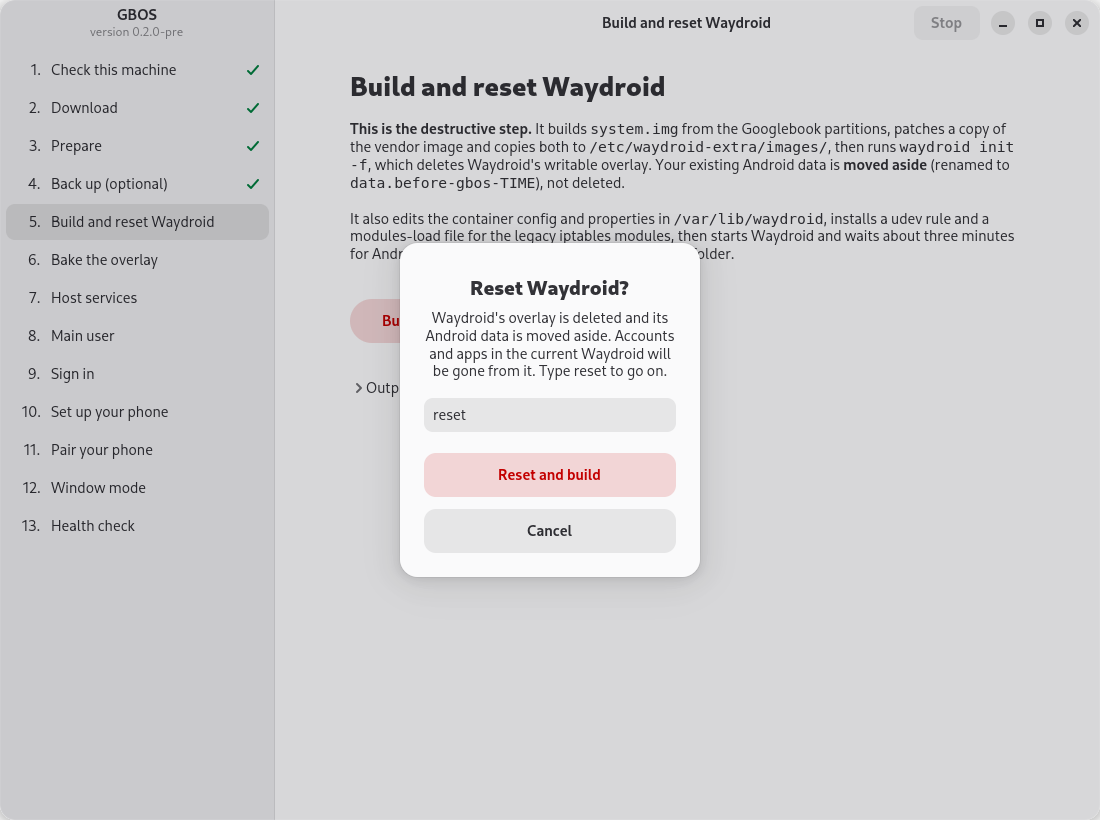 GBOS
version 0.2.0-pre
1. Check this machine
2. Download
3. Prepare
4. Back up (optional)
5. Build and reset Waydroid
6. Bake the overlay
7. Host services
8. Main user
9. Sign in
10. Set up your phone
11. Pair your phone
12. Window mode
13. Health check
Build and reset Waydroid
Stop
Build and reset Waydroid
This is the destructive step. It builds system.img from the Googlebook partitions, patches a copy of
the vendor image and copies both to /etc/waydroid-extra/images/, then runs waydroid init
-f, which deletes Waydroid's writable overlay. Your existing Android data is moved aside (renamed to
data.before-gbos-TIME), not deleted.
It also edits the container config and properties in /var/lib/waydroid, installs a udev rule and a
modules-load file for the legacy iptables modules, then starts Waydroid and waits about three minutes
for
Reset Waydroid?
Waydroid's overlay is deleted and its
Android data is moved aside. Accounts
and apps in the current Waydroid will
be gone from it. Type reset to go on.
reset
Reset and build
Cancel